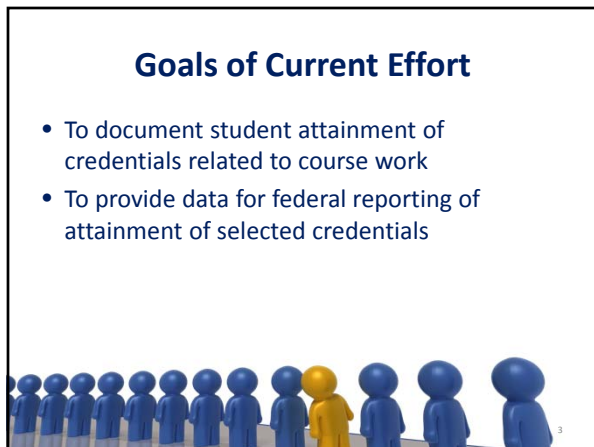 Goals of Current Effort
• To document student attainment of
credentials related to course work
• To provide data for federal reporting of
attainment of selected credentials
3